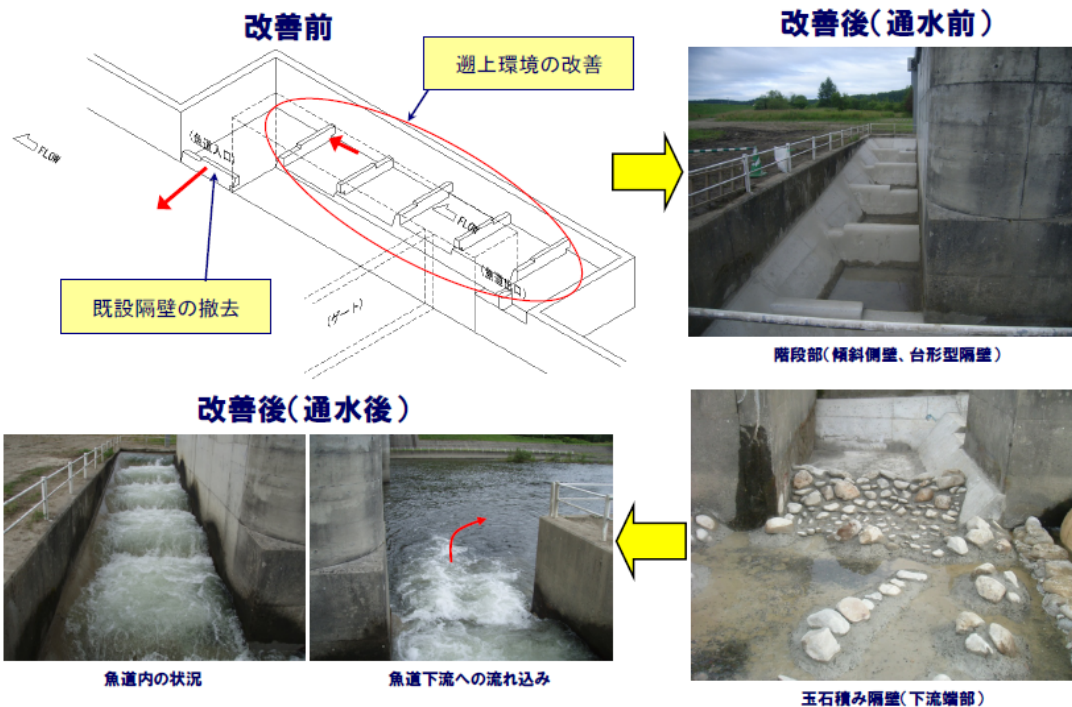 改善前
改善後(通水前)
遡上環境の改善
(魚道入口)
FLOW
FLOW
(魚道出口)
(ゲート)
既設隔壁の撤去
階段部(傾斜側壁、台形型隔壁)
改善後(通水後)
魚道内の状況
魚道下流への流れ込み
玉石積み隔壁(下流端部)